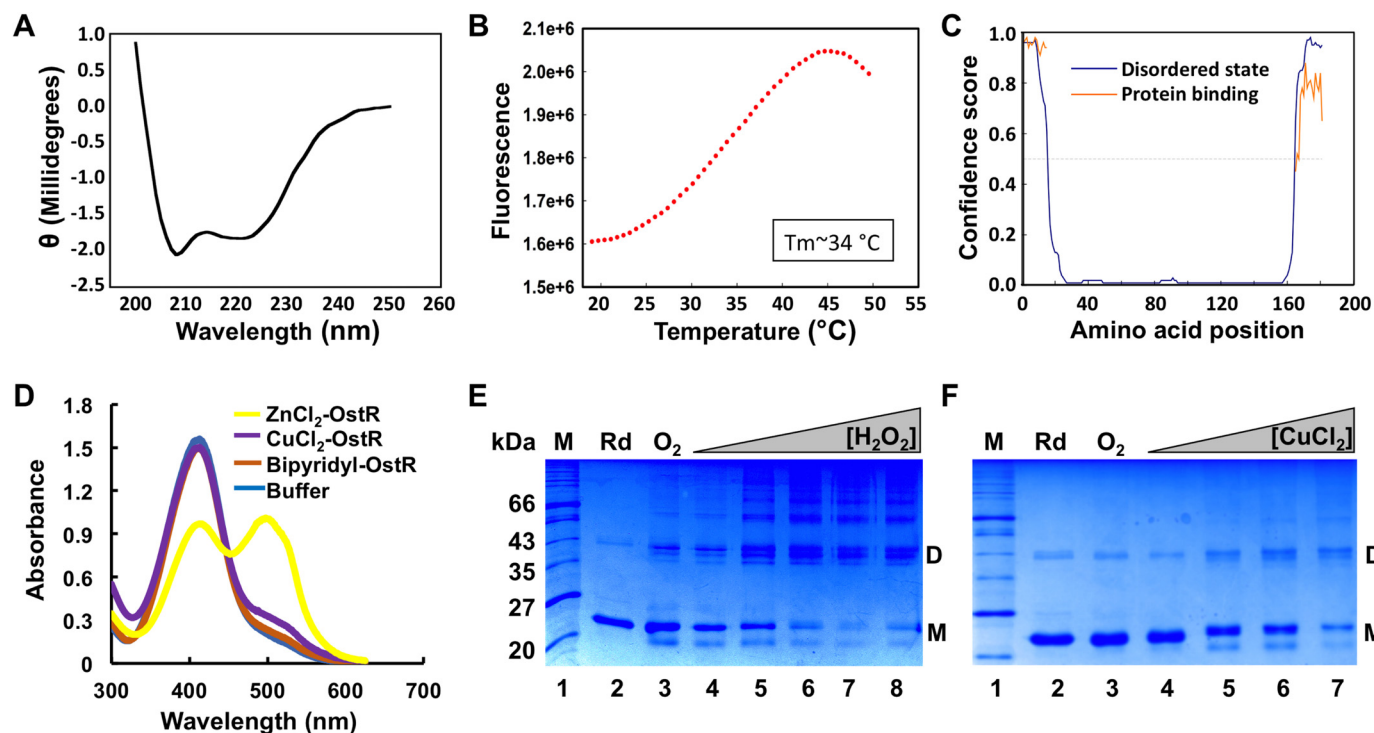 A
1.0
0.5
0.0
-0.5
-1.0
-1.5
-2.0
-2.5
θ (Millidegrees)
200 210 220 230 240 250 260
Wavelength (nm)
B
2.1e+6
2.0e+6
1.9e+6
1.8e+6
1.7e+6
1.6e+6
1.5e+6
Fluorescence
Tm~34 °C
20 25 30 35 40 45 50 55
Temperature (°C)
C
1.0
0.8
0.6
0.4
0.2
0.0
Confidence score
Disordered state
Protein binding
0 40 80 120 160 200
Amino acid position
D
1.8
1.5
1.2
0.9
0.6
0.3
0
Absorbance
ZnCl₂-OstR
CuCl₂-OstR
Bipyridyl-OstR
Buffer
300 400 500 600 700
Wavelength (nm)
E
kDa M Rd O₂ [H₂O₂]
66
43
35
27
20
D
M
1 2 3 4 5 6 7 8
F
M Rd O₂ [CuCl₂]
D
M
1 2 3 4 5 6 7